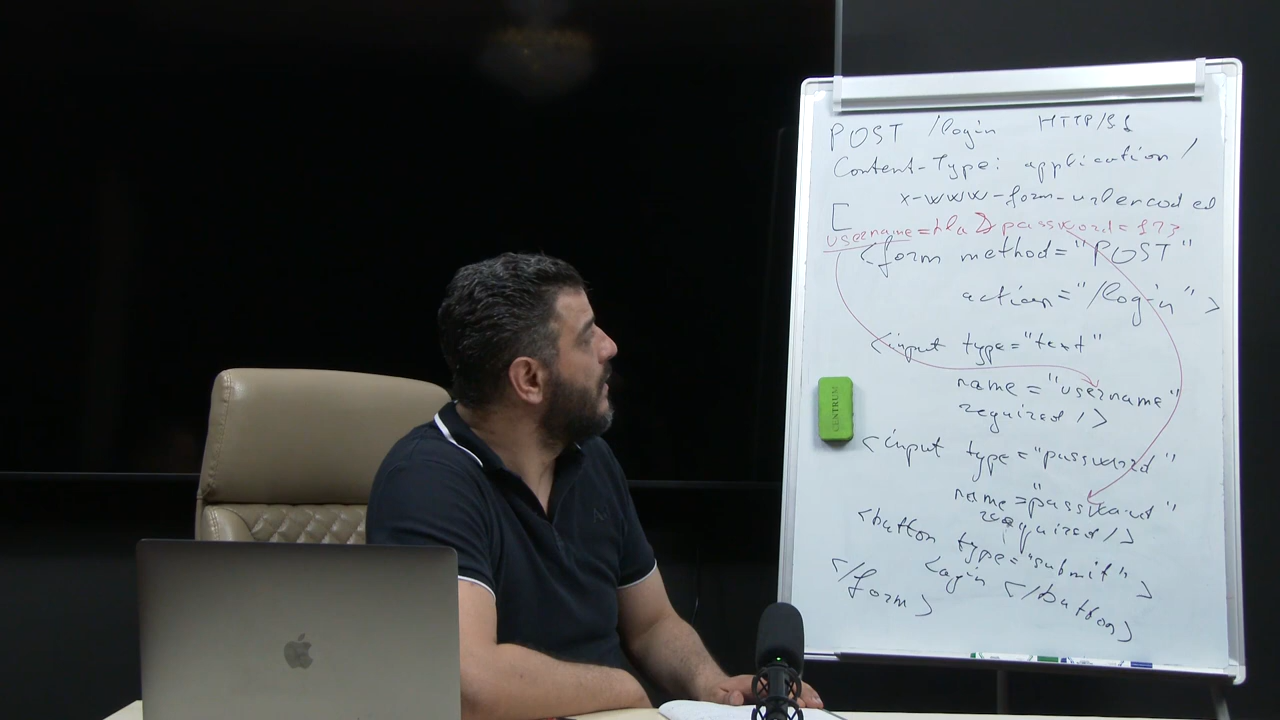 POST /login HTTP/1.1
Content-Type: application/
x-www-form-urlencoded
[
username=bla & password=123
<form method="POST"
action="/login">
<input type="text"
name="username"
required/>
<input type="password"
name="password"
required/>
<button type="submit">
Login </button>
</form>
CENTRUM